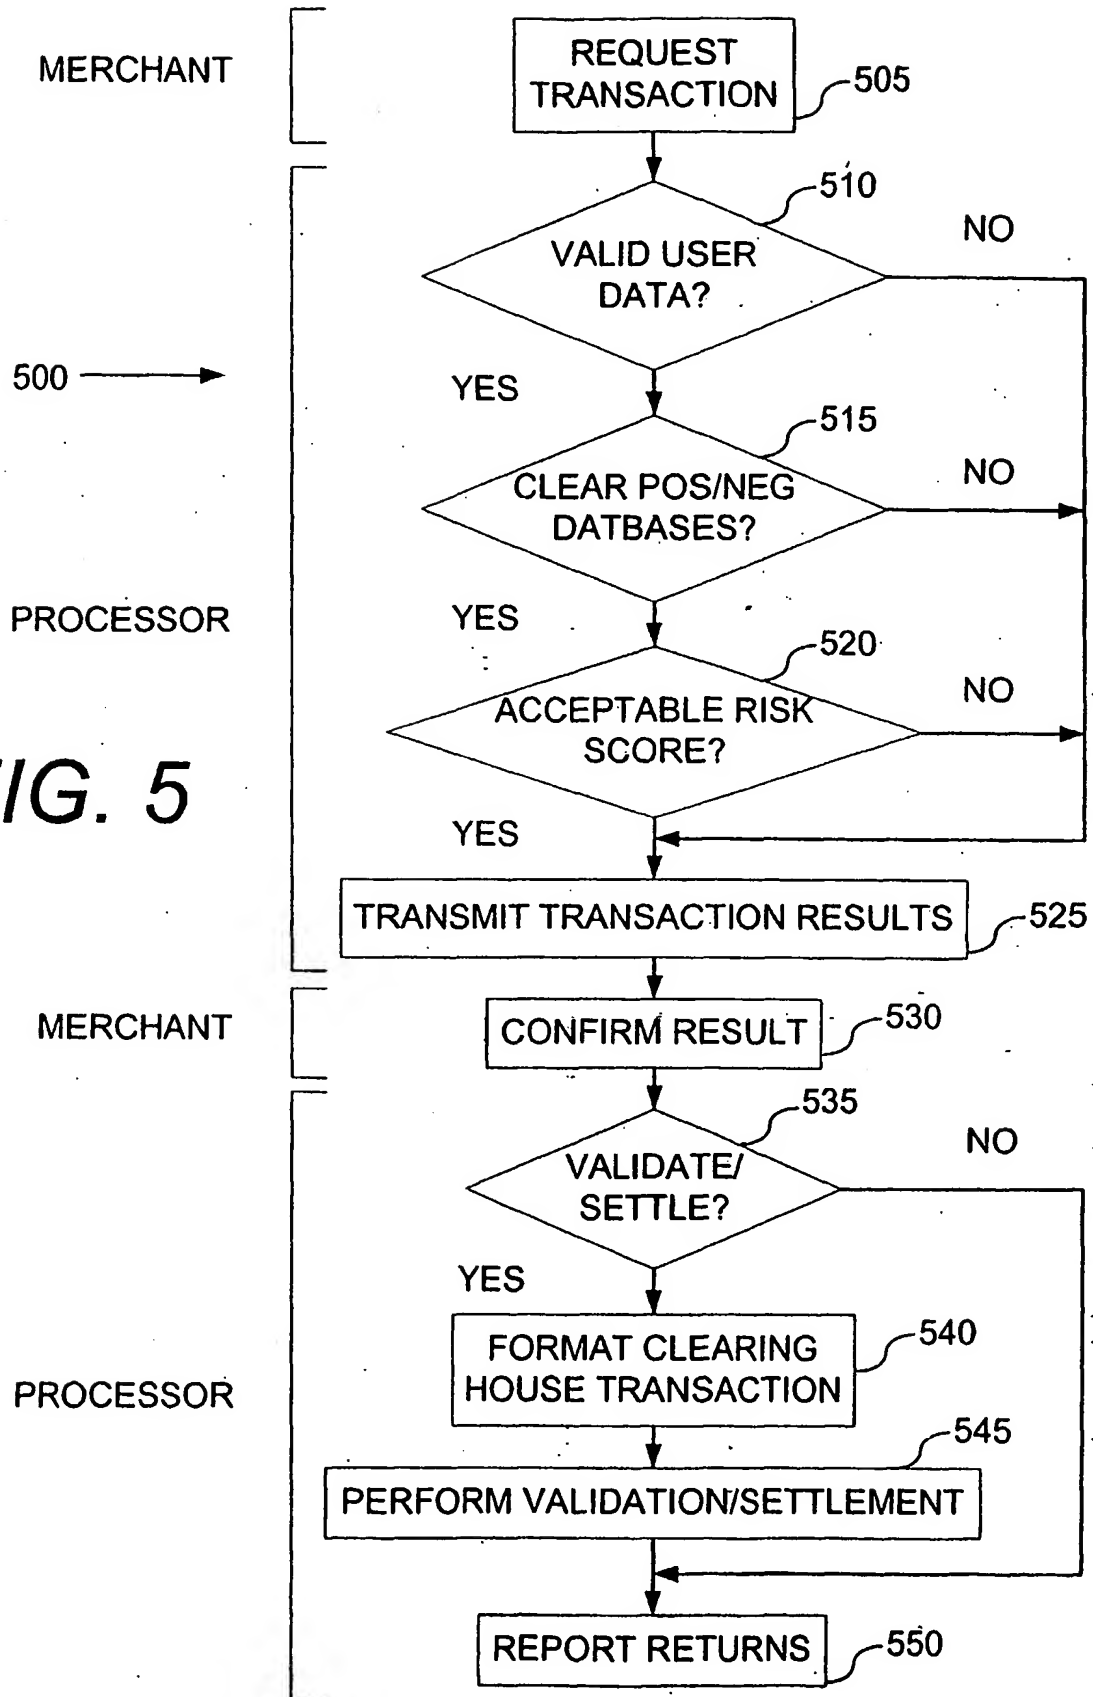 MERCHANT
REQUEST
TRANSACTION
505
510
VALID USER
DATA?
NO
500
YES
515
CLEAR POS/NEG
DATBASES?
NO
PROCESSOR
YES
520
ACCEPTABLE RISK
SCORE?
NO
IG. 5
YES
TRANSMIT TRANSACTION RESULTS
525
MERCHANT
CONFIRM RESULT
530
535
VALIDATE/
SETTLE?
NO
YES
FORMAT CLEARING
HOUSE TRANSACTION
540
PROCESSOR
545
PERFORM VALIDATION/SETTLEMENT
REPORT RETURNS
550